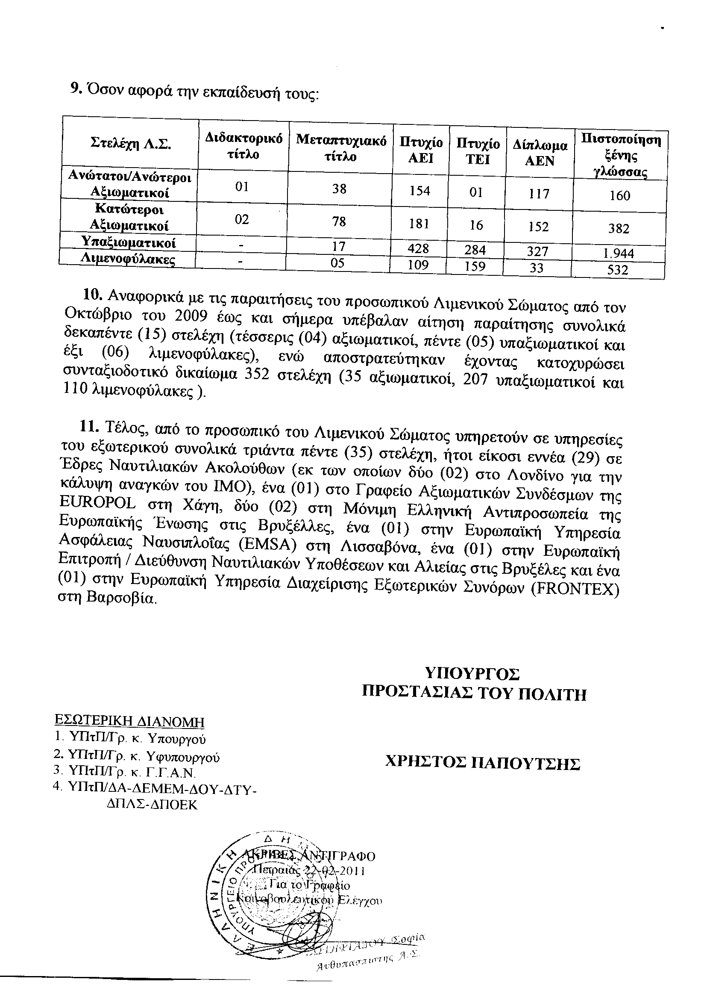 9. Όσον αφορά την εκπαίδευσή τους:
Στελέχη Λ.Σ. Διδακτορικό τίτλο Μεταπτυχιακό τίτλο Πτυχίο ΑΕΙ Πτυχίο ΤΕΙ Δίπλωμα ΑΕΝ Πιστοποίηση ξένης γλώσσας
Ανώτατοι/Ανώτεροι Αξιωματικοί 01 38 154 01 117 160
Κατώτεροι Αξιωματικοί 02 78 181 16 152 382
Υπαξιωματικοί - 17 428 284 327 1.944
Λιμενοφύλακες - 05 109 159 33 532
10. Αναφορικά με τις παραιτήσεις του προσωπικού Λιμενικού Σώματος από τον
Οκτώβριο του 2009 έως και σήμερα υπέβαλαν αίτηση παραίτησης συνολικά
δεκαπέντε (15) στελέχη (τέσσερις (04) αξιωματικοί, πέντε (05) υπαξιωματικοί και
έξι (06) λιμενοφύλακες), ενώ αποστρατεύτηκαν έχοντας κατοχυρώσει
συνταξιοδοτικό δικαίωμα 352 στελέχη (35 αξιωματικοί, 207 υπαξιωματικοί και
110 λιμενοφύλακες ).
11. Τέλος, από το προσωπικό του Λιμενικού Σώματος υπηρετούν σε υπηρεσίες
του εξωτερικού συνολικά τριάντα πέντε (35) στελέχη, ήτοι είκοσι εννέα (29) σε
Έδρες Ναυτιλιακών Ακολούθων (εκ των οποίων δύο (02) στο Λονδίνο για την
κάλυψη αναγκών του ΙΜΟ), ένα (01) στο Γραφείο Αξιωματικών Συνδέσμων της
EUROPOL στη Χάγη, δύο (02) στη Μόνιμη Ελληνική Αντιπροσωπεία της
Ευρωπαϊκής Ένωσης στις Βρυξέλλες, ένα (01) στην Ευρωπαϊκή Υπηρεσία
Ασφάλειας Ναυσιπλοΐας (EMSA) στη Λισσαβόνα, ένα (01) στην Ευρωπαϊκή
Επιτροπή / Διεύθυνση Ναυτιλιακών Υποθέσεων και Αλιείας στις Βρυξέλες και ένα
(01) στην Ευρωπαϊκή Υπηρεσία Διαχείρισης Εξωτερικών Συνόρων (FRONTEX)
στη Βαρσοβία.
ΥΠΟΥΡΓΟΣ
ΠΡΟΣΤΑΣΙΑΣ ΤΟΥ ΠΟΛΙΤΗ
ΕΣΩΤΕΡΙΚΗ ΔΙΑΝΟΜΗ
1. ΥΠτΠ/Γρ. κ. Υπουργού
2. ΥΠτΠ/Γρ. κ. Υφυπουργού
3. ΥΠτΠ/Γρ. κ. Γ.Γ.Α.Ν.
4. ΥΠτΠ/ΔΑ-ΔΕΜΕΜ-ΔΟΥ-ΔΤΥ-
ΔΠΛΣ-ΔΠΟΕΚ
ΧΡΗΣΤΟΣ ΠΑΠΟΥΤΣΗΣ
ΑΚΡΙΒΕΣ ΑΝΤΙΓΡΑΦΟ
Πειραιάς 22-02-2011
Για το Γραφείο
Κοινοβουλευτικού Ελέγχου
ΕΛΛΗΝΙΚΗ
ΥΠΟΥΡΓΕΙΟ
Σοφία
Ανθυπασπιστής Λ.Σ.